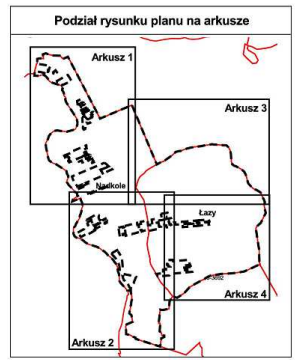 Podział rysunku planu na arkusze
Arkusz 1
Arkusz 3
Nadkole
Łazy
Arkusz 4
Arkusz 2